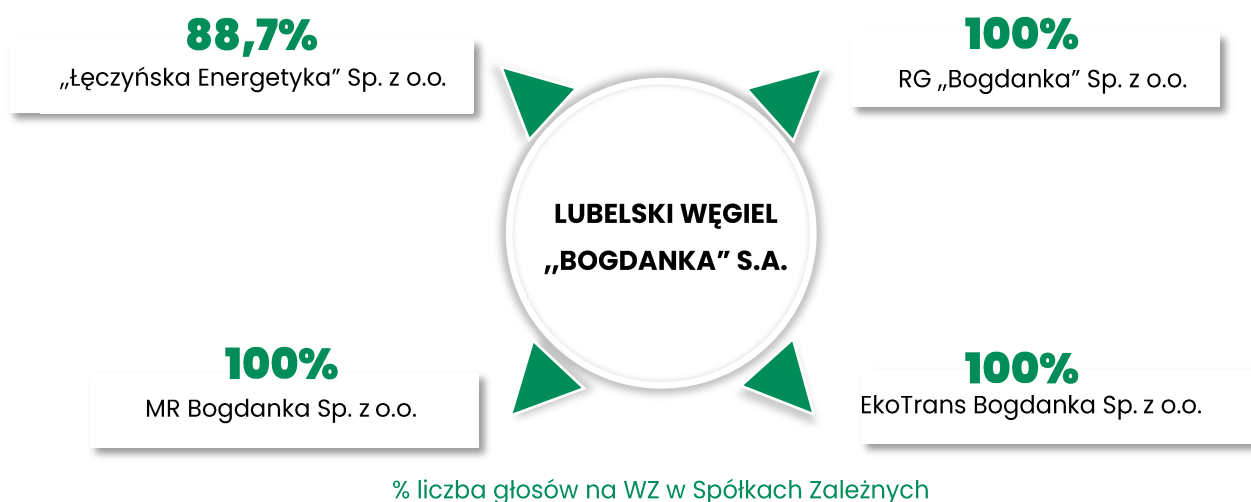 88,7%
„Łęczyńska Energetyka” Sp. z o.o.
100%
RG „Bogdanka” Sp. z o.o.
LUBELSKI WĘGIEL
,,BOGDANKA” S.A.
100%
MR Bogdanka Sp. z o.o.
100%
EkoTrans Bogdanka Sp. z o.o.
% liczba głosów na WZ w Spółkach Zależnych